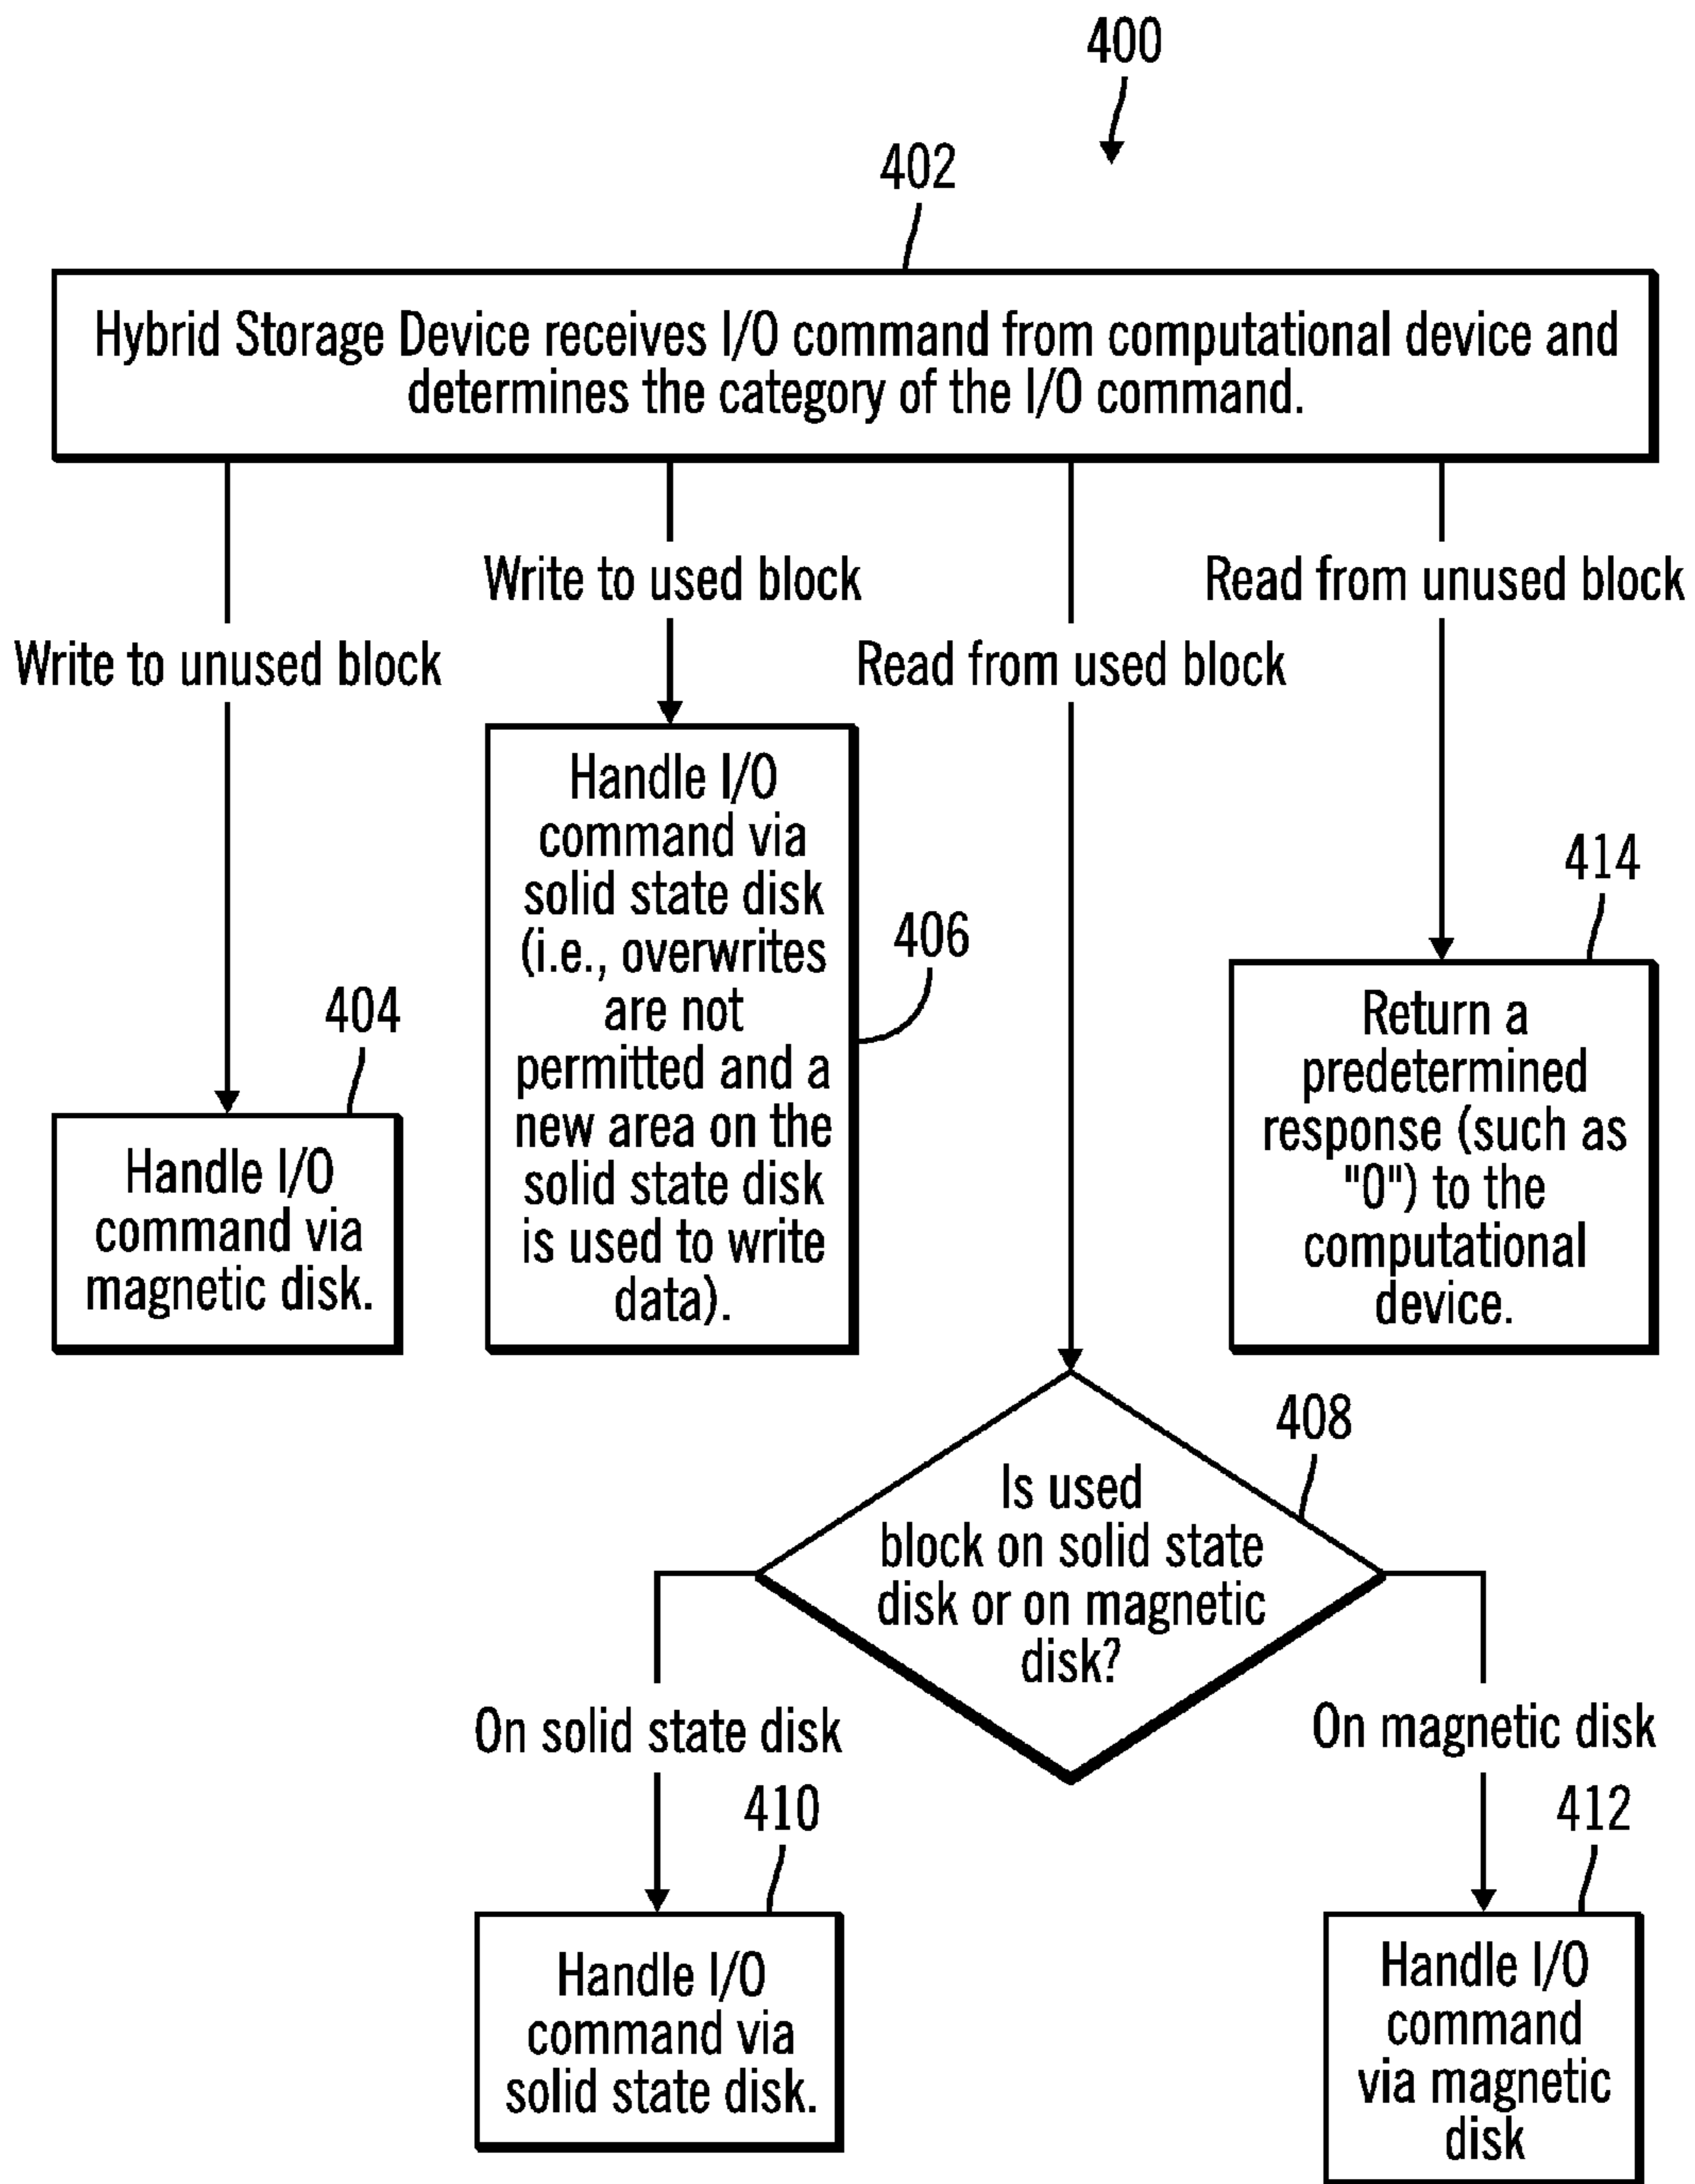 400
402
Hybrid Storage Device receives I/O command from computational device and
determines the category of the I/O command.
Write to used block
Read from unused block
Write to unused block
Read from used block
Handle I/O
command via
solid state disk
(i.e., overwrites
are not
permitted and a
new area on the
solid state disk
is used to write
data).
406
414
Return a
predetermined
response (such as
"0") to the
computational
device.
404
Handle I/O
command via
magnetic disk.
408
Is used
block on solid state
disk or on magnetic
disk?
On solid state disk
On magnetic disk
410
412
Handle I/O
command via
solid state disk.
Handle I/O
command
via magnetic
disk